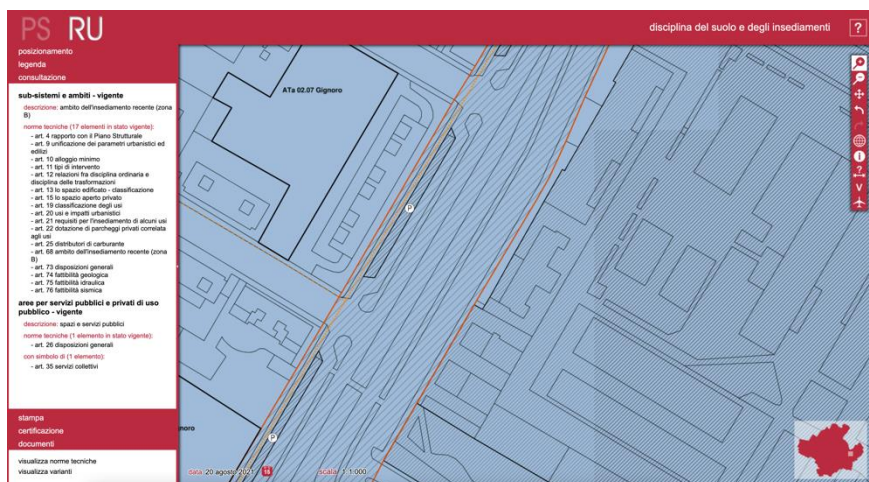 PS RU
disciplina del suolo e degli insediamenti
?
posizionamento
legenda
consultazione
sub-sistemi e ambiti - vigente
descrizione: ambito dell'insediamento recente (zona
B)
norme tecniche (17 elementi in stato vigente):
- art. 4 rapporto con il Piano Strutturale
- art. 9 unificazione dei parametri urbanistici ed
edilizi
- art. 10 alloggio minimo
- art. 11 tipi di intervento
- art. 12 relazioni fra disciplina ordinaria e
disciplina delle trasformazioni
- art. 13 lo spazio edificato - classificazione
- art. 15 lo spazio aperto privato
- art. 19 classificazione degli usi
- art. 20 usi e impatti urbanistici
- art. 21 requisiti per l'insediamento di alcuni usi
- art. 22 dotazione di parcheggi privati correlata
agli usi
- art. 25 distributori di carburante
- art. 68 ambito dell'insediamento recente (zona
B)
- art. 73 disposizioni generali
- art. 74 fattibilità geologica
- art. 75 fattibilità idraulica
- art. 76 fattibilità sismica
aree per servizi pubblici e privati di uso
pubblico - vigente
descrizione: spazi e servizi pubblici
norme tecniche (1 elemento in stato vigente):
- art. 26 disposizioni generali
con simbolo di (1 elemento):
- art. 35 servizi collettivi
stampa
certificazione
documenti
visualizza norme tecniche
visualizza varianti
ATa 02.07 Gignoro
P
noro
P
data: 20 agosto 2021
15
scala: 1:1.000
i
?
V